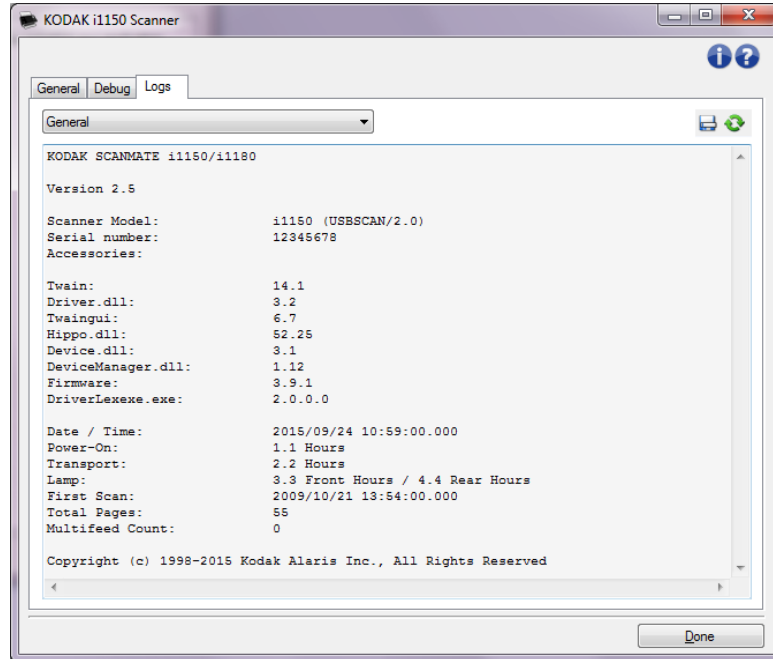 KODAK i1150 Scanner
General Debug Logs
General
KODAK SCANMATE i1150/i1180
Version 2.5
Scanner Model: i1150 (USBSCAN/2.0)
Serial number: 12345678
Accessories:
Twain: 14.1
Driver.dll: 3.2
Twaingui: 6.7
Hippo.dll: 52.25
Device.dll: 3.1
DeviceManager.dll: 1.12
Firmware: 3.9.1
DriverLexexe.exe: 2.0.0.0
Date / Time: 2015/09/24 10:59:00.000
Power-On: 1.1 Hours
Transport: 2.2 Hours
Lamp: 3.3 Front Hours / 4.4 Rear Hours
First Scan: 2009/10/21 13:54:00.000
Total Pages: 55
Multifeed Count: 0
Copyright (c) 1998-2015 Kodak Alaris Inc., All Rights Reserved
Done